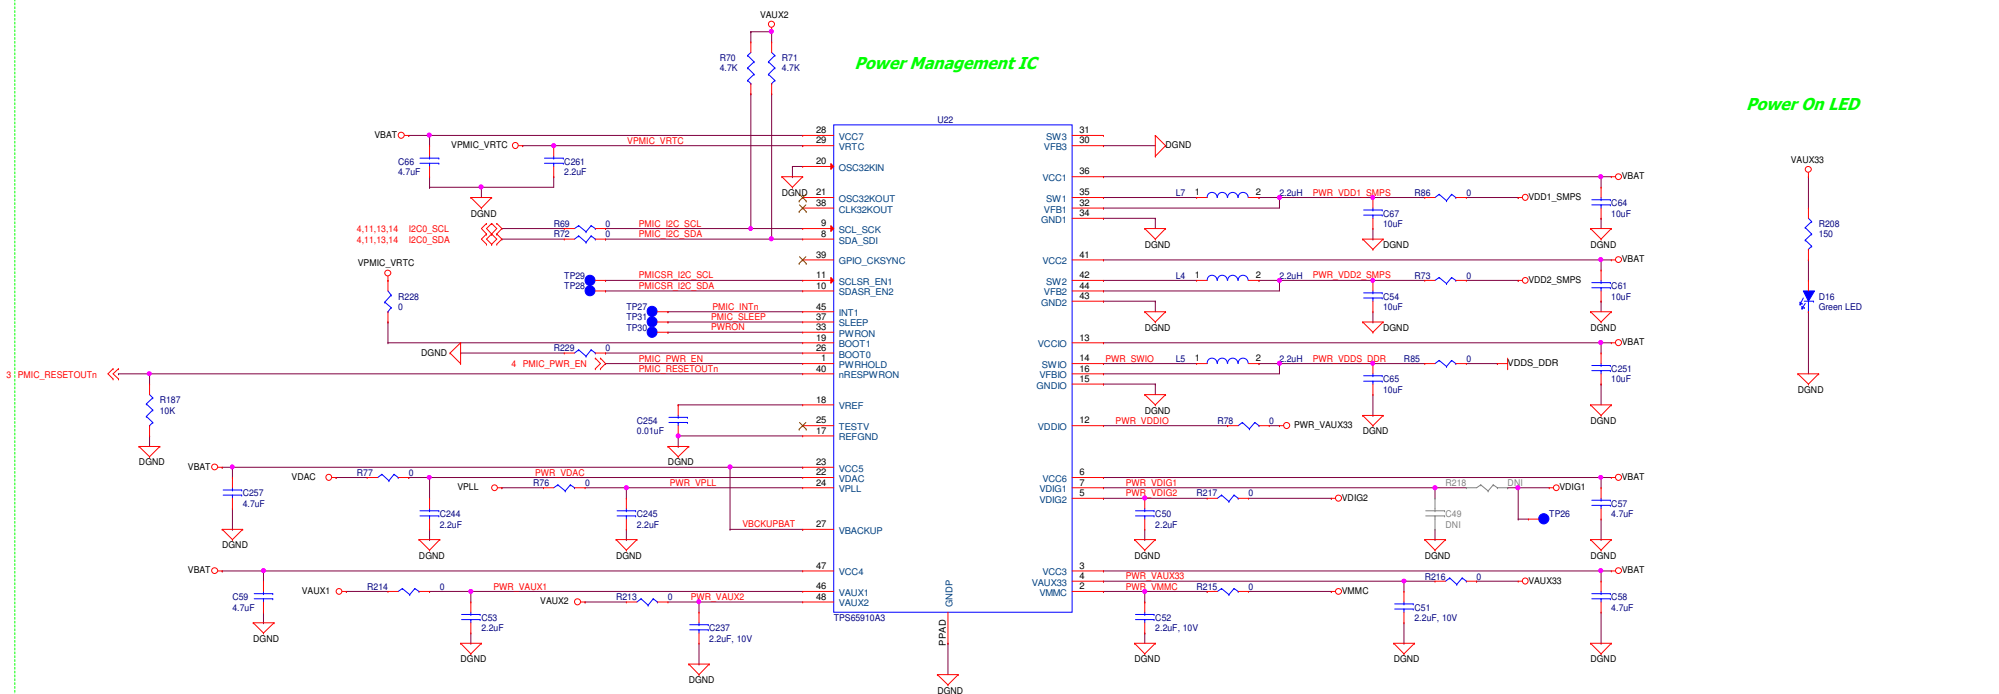 VAUX2
R70
4.7K
R71
4.7K
Power Management IC
Power On LED
U22
VBAT
28
VCC7
VPMIC_VRTC
VPMIC_VRTC
29
VRTC
C66
4.7uF
C261
2.2uF
DGND
20
OSC32KIN
DGND
21
OSC32KOUT
38
CLK32KOUT
4,11,13,14 I2C0_SCL
R69
0
PMIC_I2C_SCL
9
SCL_SCK
4,11,13,14 I2C0_SDA
R72
0
PMIC_I2C_SDA
8
SDA_SDI
39
GPIO_CKSYNC
VPMIC_VRTC
R228
0
TP29
PMICSR_I2C_SCL
11
SCLSR_EN1
TP28
PMICSR_I2C_SDA
10
SDASR_EN2
TP27
PMIC_INTn
45
INT1
TP31
PMIC_SLEEP
37
SLEEP
TP30
PWRON
33
PWRON
19
BOOT1
DGND
R229
0
26
BOOT0
4 PMIC_PWR_EN
PMIC_PWR_EN
1
PWRHOLD
3 PMIC_RESETOUTn
PMIC_RESETOUTn
40
nRESPWRON
R187
10K
DGND
18
VREF
C254
0.01uF
25
TESTV
17
REFGND
DGND
VBAT
23
VCC5
VDAC
R77
0
PWR_VDAC
22
VDAC
VPLL
R76
0
PWR_VPLL
24
VPLL
C257
4.7uF
DGND
C244
2.2uF
DGND
C245
2.2uF
DGND
VBCKUPBAT
27
VBACKUP
VBAT
47
VCC4
VAUX1
R214
0
PWR_VAUX1
46
VAUX1
VAUX2
R213
0
PWR_VAUX2
48
VAUX2
C59
4.7uF
DGND
C53
2.2uF
DGND
C237
2.2uF, 10V
DGND
TPS65910A3
GNDP
PPAD
DGND
SW3
31
VFB3
30
DGND
VCC1
36
VBAT
SW1
35
L7
1
2
2.2uH
PWR_VDD1_SMPS
R86
0
VDD1_SMPS
VFB1
32
GND1
34
DGND
C67
10uF
DGND
C64
10uF
DGND
VCC2
41
VBAT
SW2
42
L4
1
2
2.2uH
PWR_VDD2_SMPS
R73
0
VDD2_SMPS
VFB2
44
GND2
43
DGND
C54
10uF
DGND
C61
10uF
DGND
VCCIO
13
VBAT
SWIO
14
PWR_SWIO
L5
1
2
2.2uH
PWR_VDDS_DDR
R85
0
VDDS_DDR
VFBIO
16
GNDIO
15
DGND
C65
10uF
DGND
C251
10uF
DGND
VDDIO
12
PWR_VDDIO
R78
0
PWR_VAUX33
VCC6
6
VBAT
VDIG1
7
PWR_VDIG1
R218
DNI
VDIG1
VDIG2
5
PWR_VDIG2
R217
0
VDIG2
C50
2.2uF
DGND
C49
DNI
DGND
TP26
C57
4.7uF
DGND
VCC3
3
VBAT
VAUX33
4
PWR_VAUX33
R216
0
VAUX33
VMMC
2
PWR_VMMC
R215
0
VMMC
C52
2.2uF, 10V
DGND
C51
2.2uF, 10V
DGND
C58
4.7uF
DGND
VAUX33
R208
150
D16
Green LED
DGND